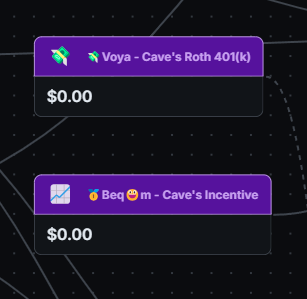 💸 Voya - Cave's Roth 401(k)
$0.00
🥇Beq😀m - Cave's Incentive
$0.00